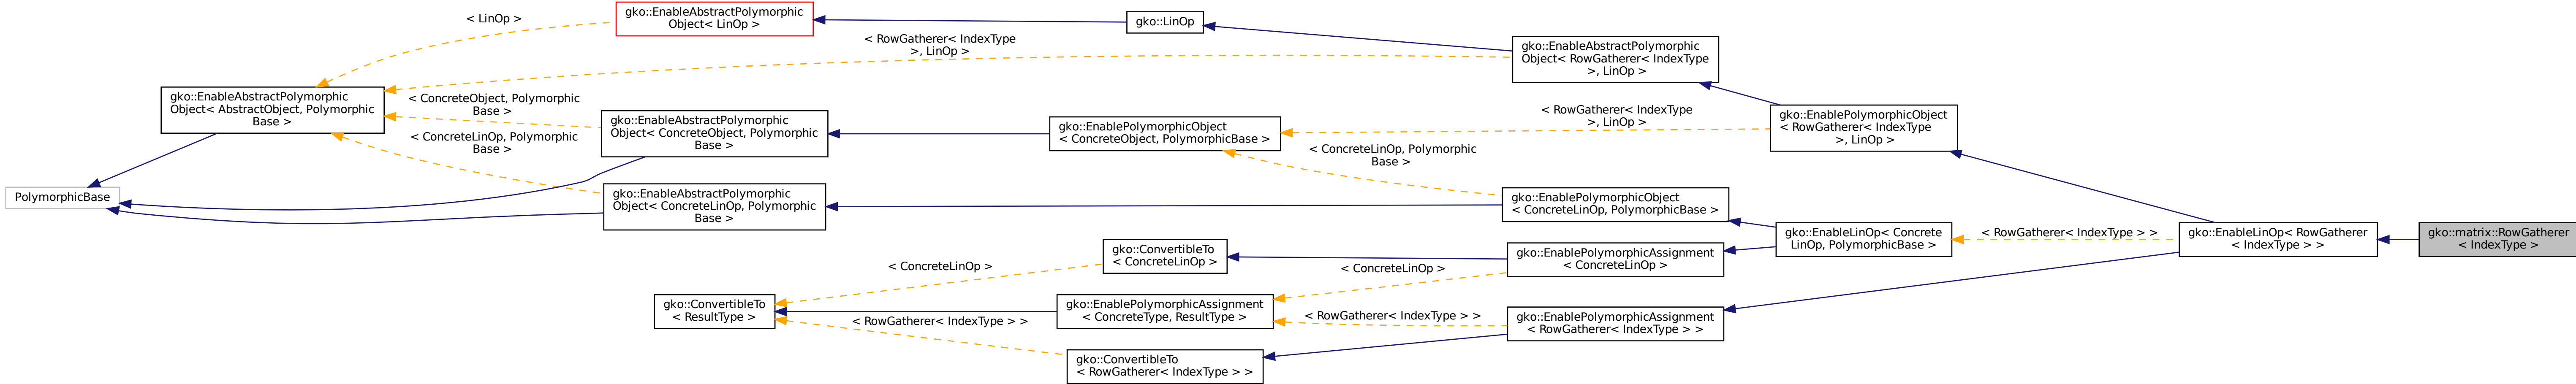 gko::EnableAbstractPolymorphic
Object< LinOp >
< LinOp >
gko::LinOp
< RowGatherer< IndexType
>, LinOp >
gko::EnableAbstractPolymorphic
Object< RowGatherer< IndexType
>, LinOp >
gko::EnableAbstractPolymorphic
Object< AbstractObject, Polymorphic
Base >
< ConcreteObject, Polymorphic
Base >
gko::EnableAbstractPolymorphic
Object< ConcreteObject, Polymorphic
Base >
< ConcreteLinOp, Polymorphic
Base >
gko::EnablePolymorphicObject
< ConcreteObject, PolymorphicBase >
< RowGatherer< IndexType
>, LinOp >
gko::EnablePolymorphicObject
< RowGatherer< IndexType
>, LinOp >
< ConcreteLinOp, Polymorphic
Base >
PolymorphicBase
gko::EnableAbstractPolymorphic
Object< ConcreteLinOp, Polymorphic
Base >
gko::EnablePolymorphicObject
< ConcreteLinOp, PolymorphicBase >
gko::EnableLinOp< Concrete
LinOp, PolymorphicBase >
< RowGatherer< IndexType > >
gko::EnableLinOp< RowGatherer
< IndexType > >
gko::matrix::RowGatherer
< IndexType >
gko::ConvertibleTo
< ConcreteLinOp >
gko::EnablePolymorphicAssignment
< ConcreteLinOp >
< ConcreteLinOp >
< ConcreteLinOp >
gko::ConvertibleTo
< ResultType >
gko::EnablePolymorphicAssignment
< ConcreteType, ResultType >
< RowGatherer< IndexType > >
< RowGatherer< IndexType > >
gko::EnablePolymorphicAssignment
< RowGatherer< IndexType > >
gko::ConvertibleTo
< RowGatherer< IndexType > >